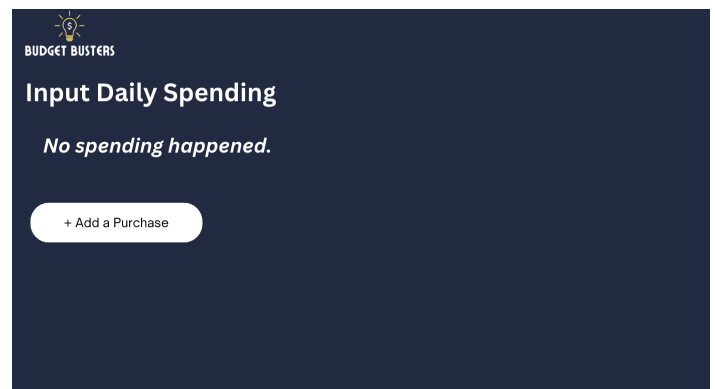 $
BUDGET BUSTERS
Input Daily Spending
No spending happened.
+ Add a Purchase